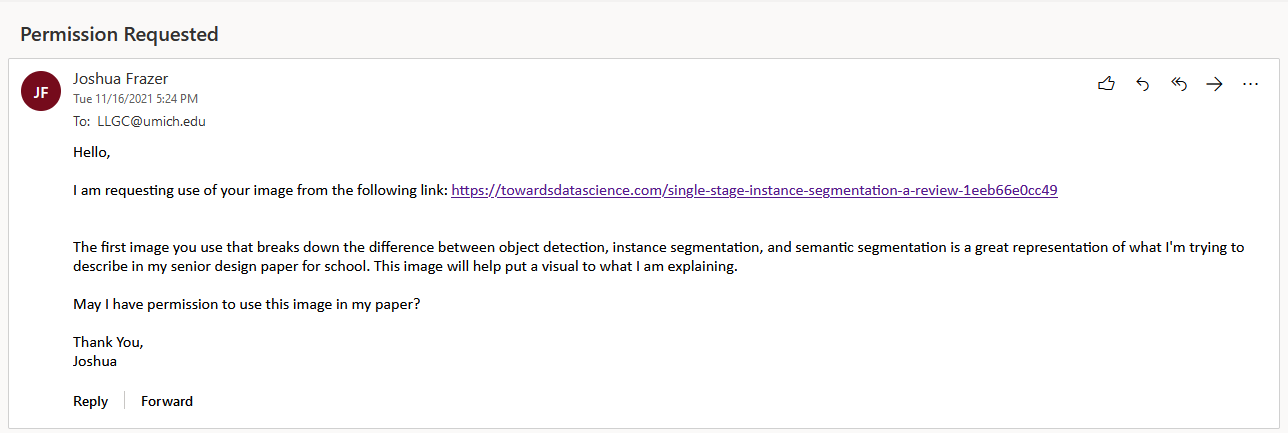 Permission Requested
JF
Joshua Frazer
Tue 11/16/2021 5:24 PM
To: LLGC@umich.edu
Hello,
I am requesting use of your image from the following link: https://towardsdatascience.com/single-stage-instance-segmentation-a-review-1eeb66e0cc49
The first image you use that breaks down the difference between object detection, instance segmentation, and semantic segmentation is a great representation of what I'm trying to
describe in my senior design paper for school. This image will help put a visual to what I am explaining.
May I have permission to use this image in my paper?
Thank You,
Joshua
Reply Forward